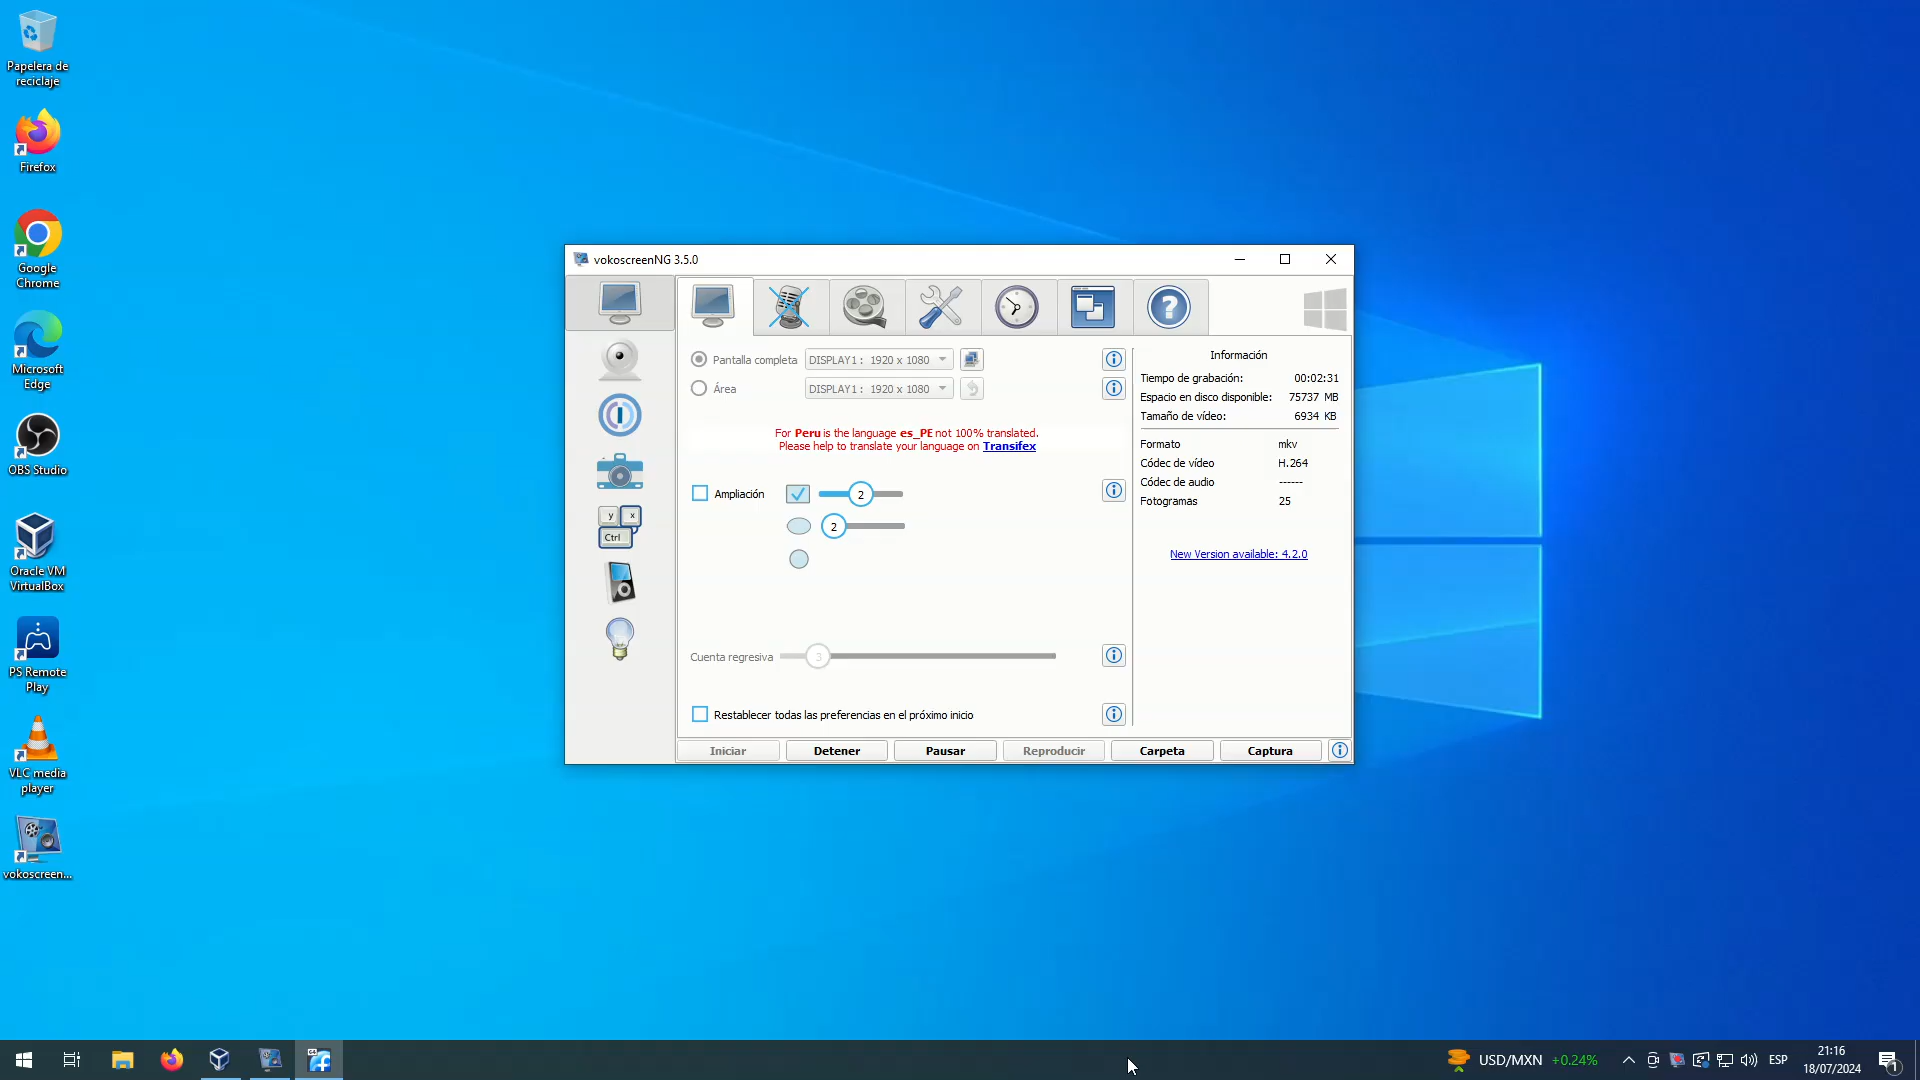 Papelera de
reciclaje
Firefox
Google
Chrome
Microsoft
Edge
OBS Studio
Oracle VM
VirtualBox
PS Remote
Play
VLC media
player
vokoscreen...
vokoscreenNG 3.5.0
y x
Ctrl
Pantalla completa DISPLAY1 : 1920 x 1080
Área DISPLAY1 : 1920 x 1080
For Peru is the language es_PE not 100% translated.
Please help to translate your language on Transifex
Ampliación 2
2
Cuenta regresiva 3
Restablecer todas las preferencias en el próximo inicio
Información
Tiempo de grabación: 00:02:31
Espacio en disco disponible: 75737 MB
Tamaño de vídeo: 6934 KB
Formato mkv
Códec de vídeo H.264
Códec de audio ------
Fotogramas 25
New Version available: 4.2.0
Iniciar Detener Pausar Reproducir Carpeta Captura
64
USD/MXN +0.24%
ESP
21:16
18/07/2024
1